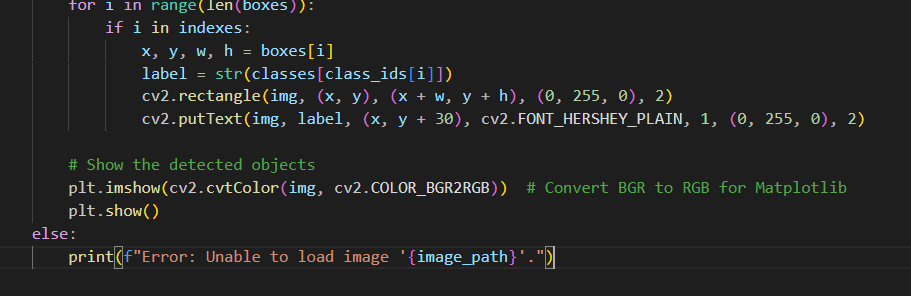 for i in range(len(boxes)):
if i in indexes:
x, y, w, h = boxes[i]
label = str(classes[class_ids[i]])
cv2.rectangle(img, (x, y), (x + w, y + h), (0, 255, 0), 2)
cv2.putText(img, label, (x, y + 30), cv2.FONT_HERSHEY_PLAIN, 1, (0, 255, 0), 2)
# Show the detected objects
plt.imshow(cv2.cvtColor(img, cv2.COLOR_BGR2RGB))  # Convert BGR to RGB for Matplotlib
plt.show()
else:
print(f"Error: Unable to load image '{image_path}'.")